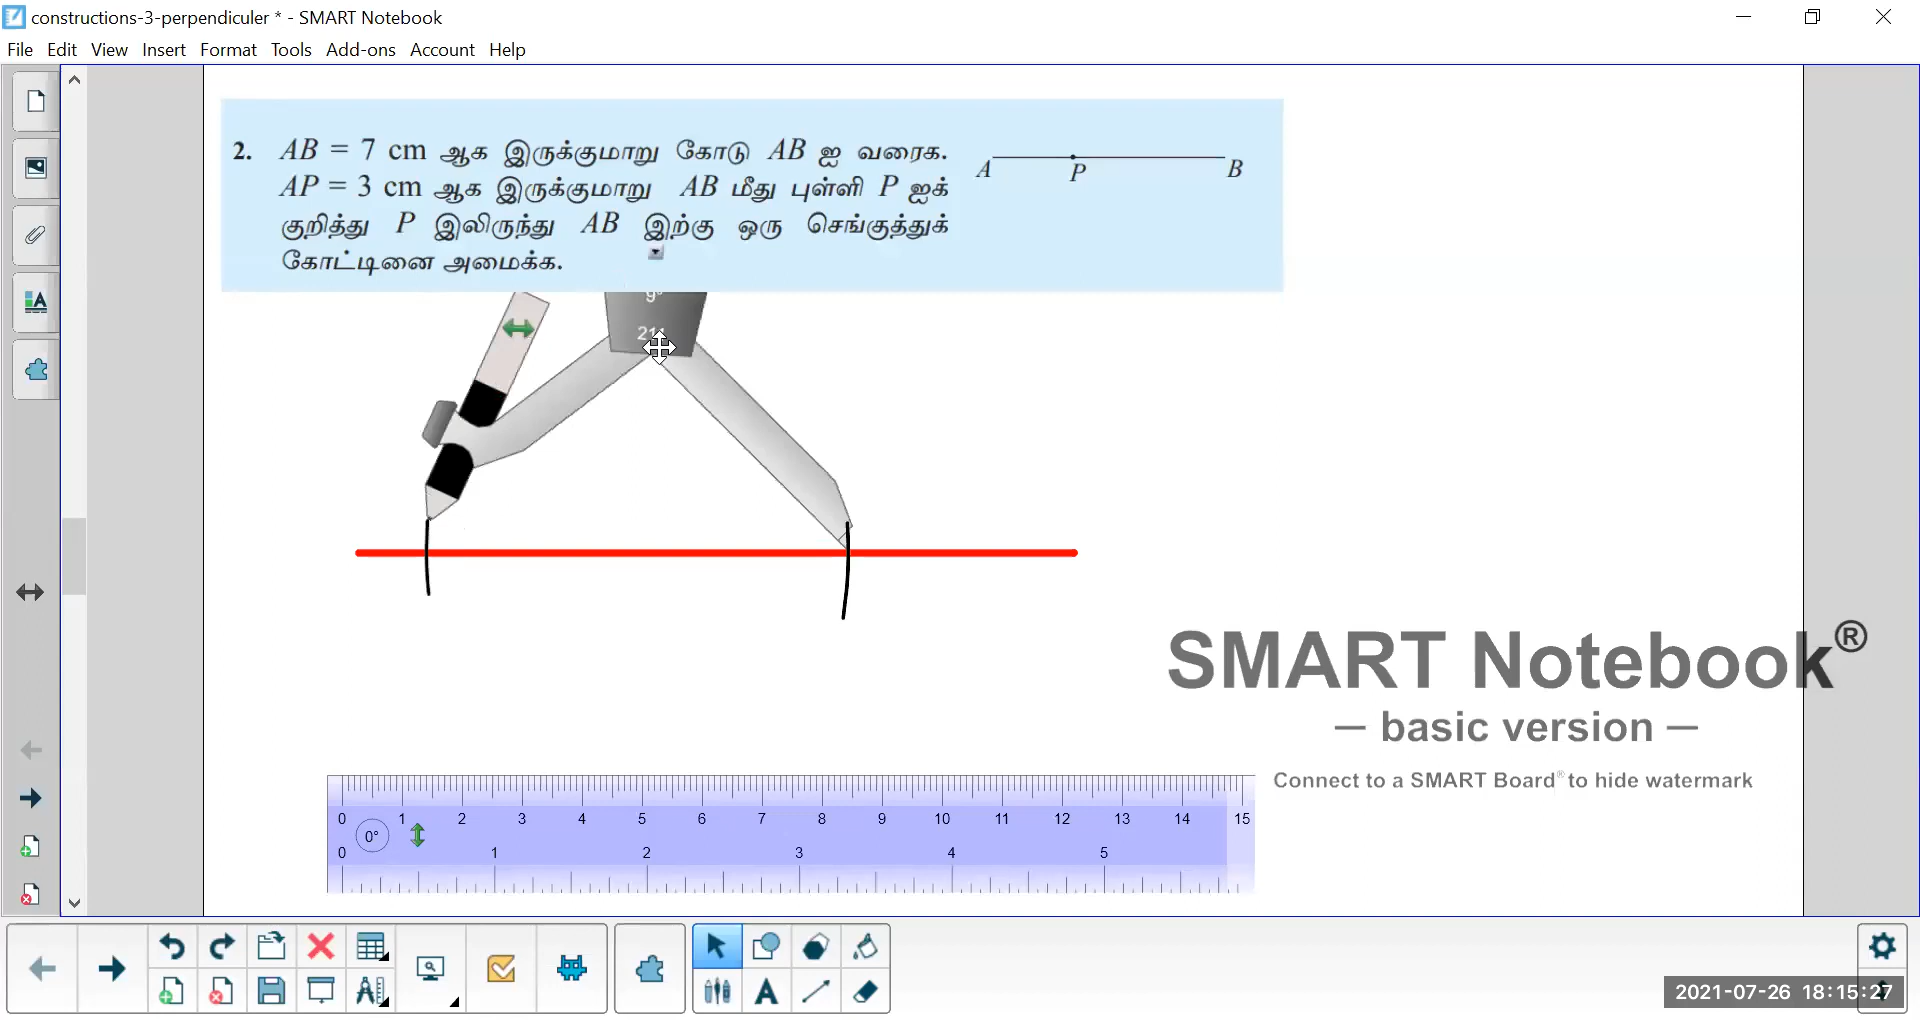 constructions-3-perpendiculer * - SMART Notebook
File Edit View Insert Format Tools Add-ons Account Help
2. AB = 7 cm ஆக இருக்குமாறு கோடு AB ஐ வரைக.
AP = 3 cm ஆக இருக்குமாறு AB மீது புள்ளி P ஐக்
குறித்து P இலிருந்து AB இற்கு ஒரு செங்குத்துக்
கோட்டினை அமைக்க.
A P B
SMART Notebook®
— basic version —
Connect to a SMART Board® to hide watermark
0 1 2 3 4 5 6 7 8 9 10 11 12 13 14 15
0°
0 1 2 3 4 5
2021-07-26 18:15:27